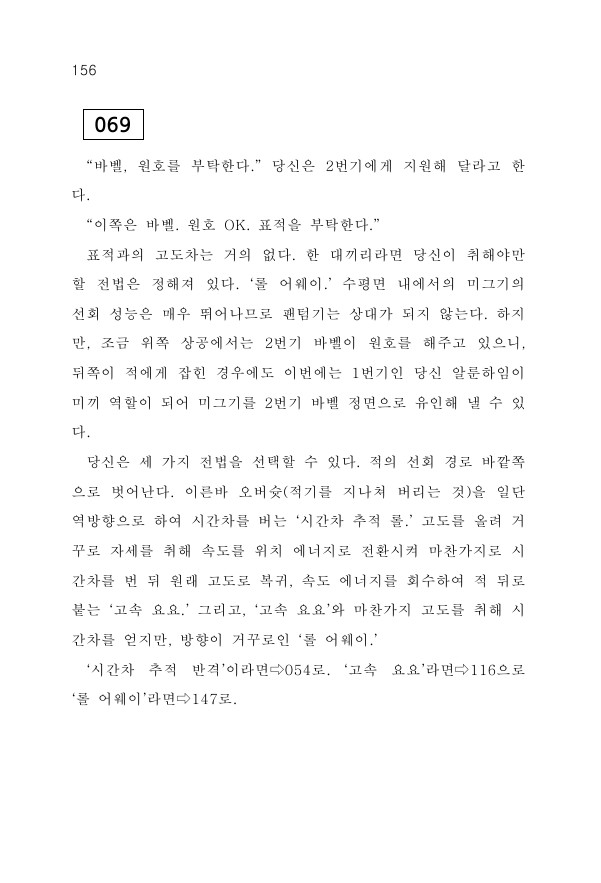 156
069
“바벨, 원호를 부탁한다.” 당신은 2번기에게 지원해 달라고 한
다.
“이쪽은 바벨. 원호 OK. 표적을 부탁한다.”
표적과의 고도차는 거의 없다. 한 대끼리라면 당신이 취해야만
할 전법은 정해져 있다. ‘롤 어웨이.’ 수평면 내에서의 미그기의
선회 성능은 매우 뛰어나므로 팬텀기는 상대가 되지 않는다. 하지
만, 조금 위쪽 상공에서는 2번기 바벨이 원호를 해주고 있으니,
뒤쪽이 적에게 잡힌 경우에도 이번에는 1번기인 당신 알룬하임이
미끼 역할이 되어 미그기를 2번기 바벨 정면으로 유인해 낼 수 있
다.
당신은 세 가지 전법을 선택할 수 있다. 적의 선회 경로 바깥쪽
으로 벗어난다. 이른바 오버슛(적기를 지나쳐 버리는 것)을 일단
역방향으로 하여 시간차를 버는 ‘시간차 추적 롤.’ 고도를 올려 거
꾸로 자세를 취해 속도를 위치 에너지로 전환시켜 마찬가지로 시
간차를 번 뒤 원래 고도로 복귀, 속도 에너지를 회수하여 적 뒤로
붙는 ‘고속 요요.’ 그리고, ‘고속 요요’와 마찬가지 고도를 취해 시
간차를 얻지만, 방향이 거꾸로인 ‘롤 어웨이.’
‘시간차 추적 반격’이라면⇨054로. ‘고속 요요’라면⇨116으로
‘롤 어웨이’라면⇨147로.